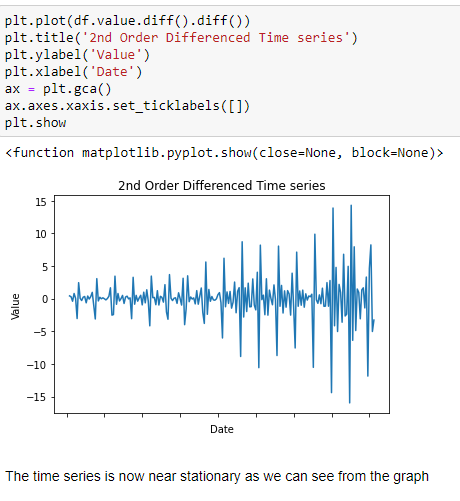 plt.plot(df.value.diff().diff())
plt.title('2nd Order Differenced Time series')
plt.ylabel('Value')
plt.xlabel('Date')
ax = plt.gca()
ax.axes.xaxis.set_ticklabels([])
plt.show
<function matplotlib.pyplot.show(close=None, block=None)>
2nd Order Differenced Time series
15
10
5
0
−5
−10
−15
Value
Date
The time series is now near stationary as we can see from the graph